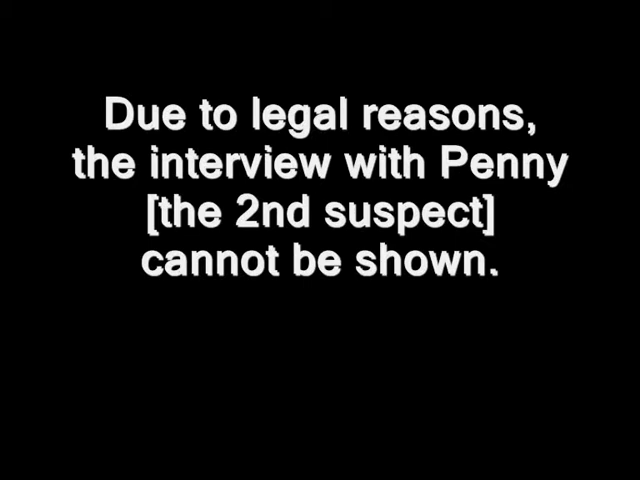 Due to legal reasons,
the interview with Penny
[the 2nd suspect]
cannot be shown.